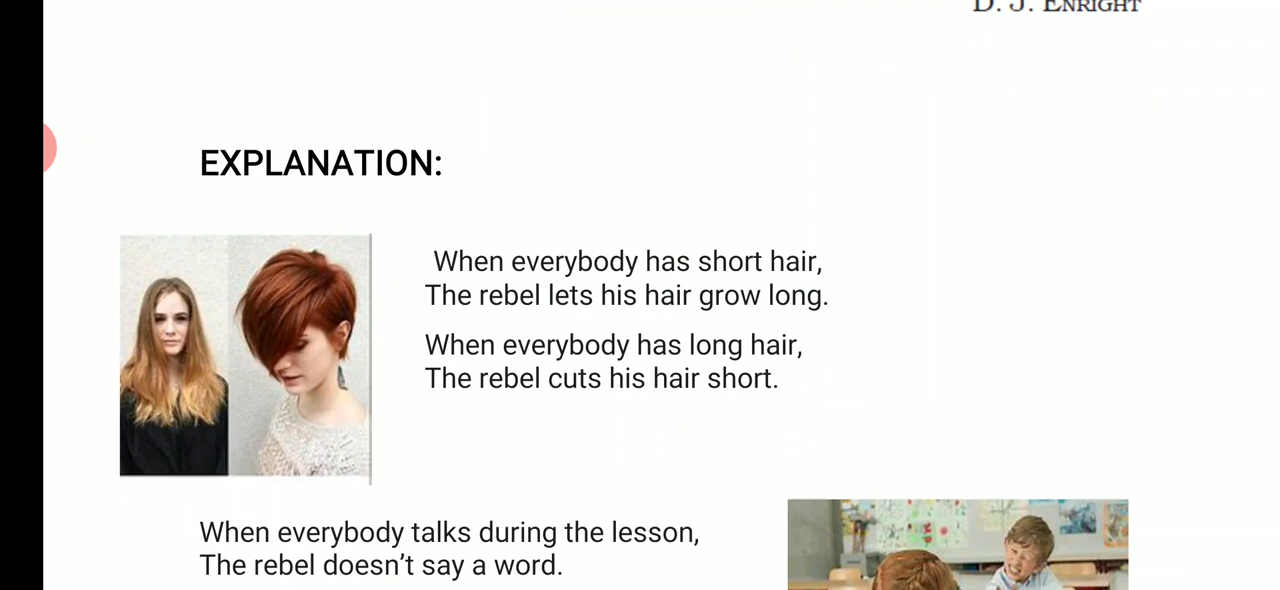 D. J. ENRIGHT
EXPLANATION:
When everybody has short hair,
The rebel lets his hair grow long.
When everybody has long hair,
The rebel cuts his hair short.
When everybody talks during the lesson,
The rebel doesn’t say a word.